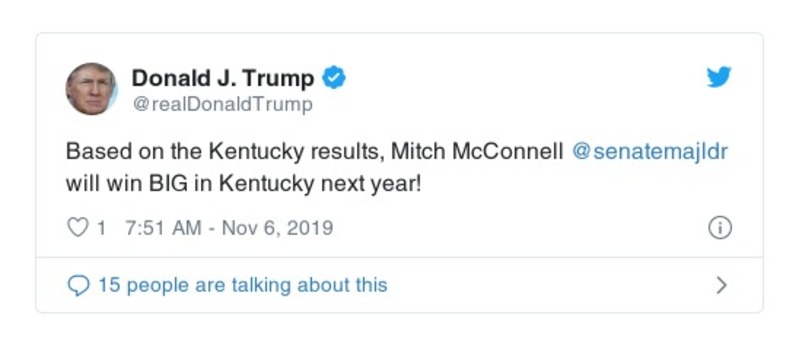 Donald J. Trump
@realDonaldTrump
Based on the Kentucky results, Mitch McConnell @senatemajldr
will win BIG in Kentucky next year!
1 7:51 AM - Nov 6, 2019
15 people are talking about this